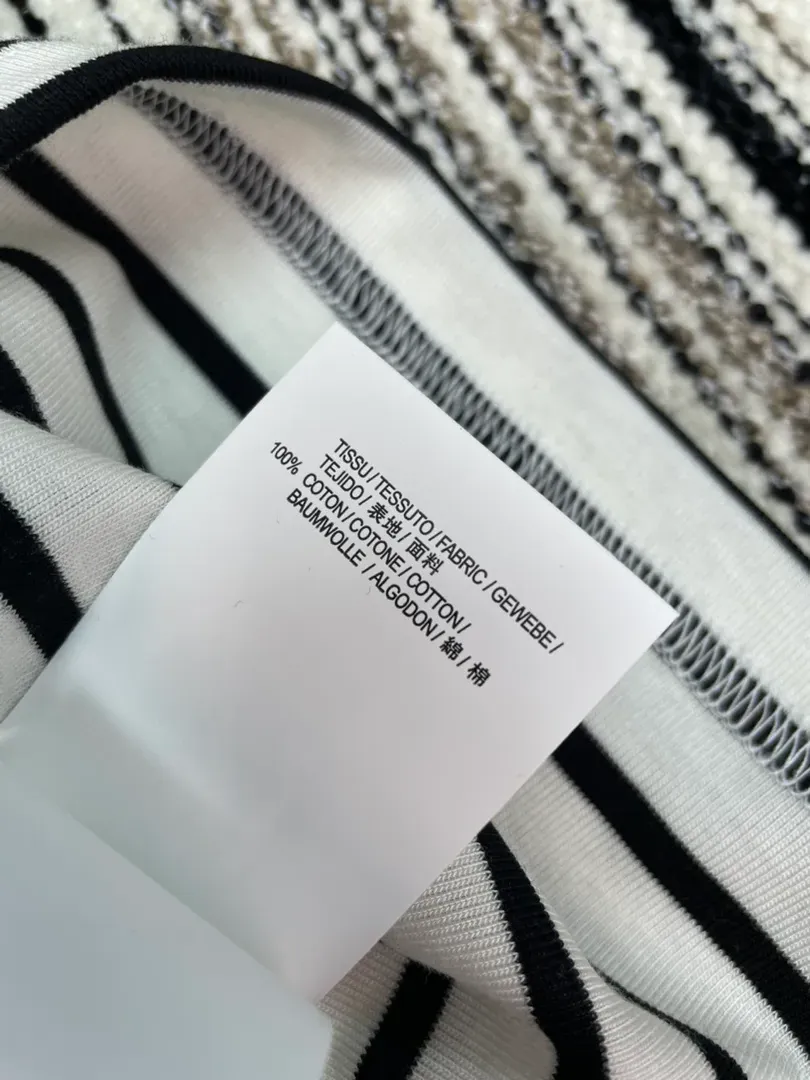 TISSU/TESSUTO/FABRIC/GEWEBE/
TEJIDO/表地/面料
100% COTON/COTONE/COTTON/
BAUMWOLLE/ALGODON/綿/棉